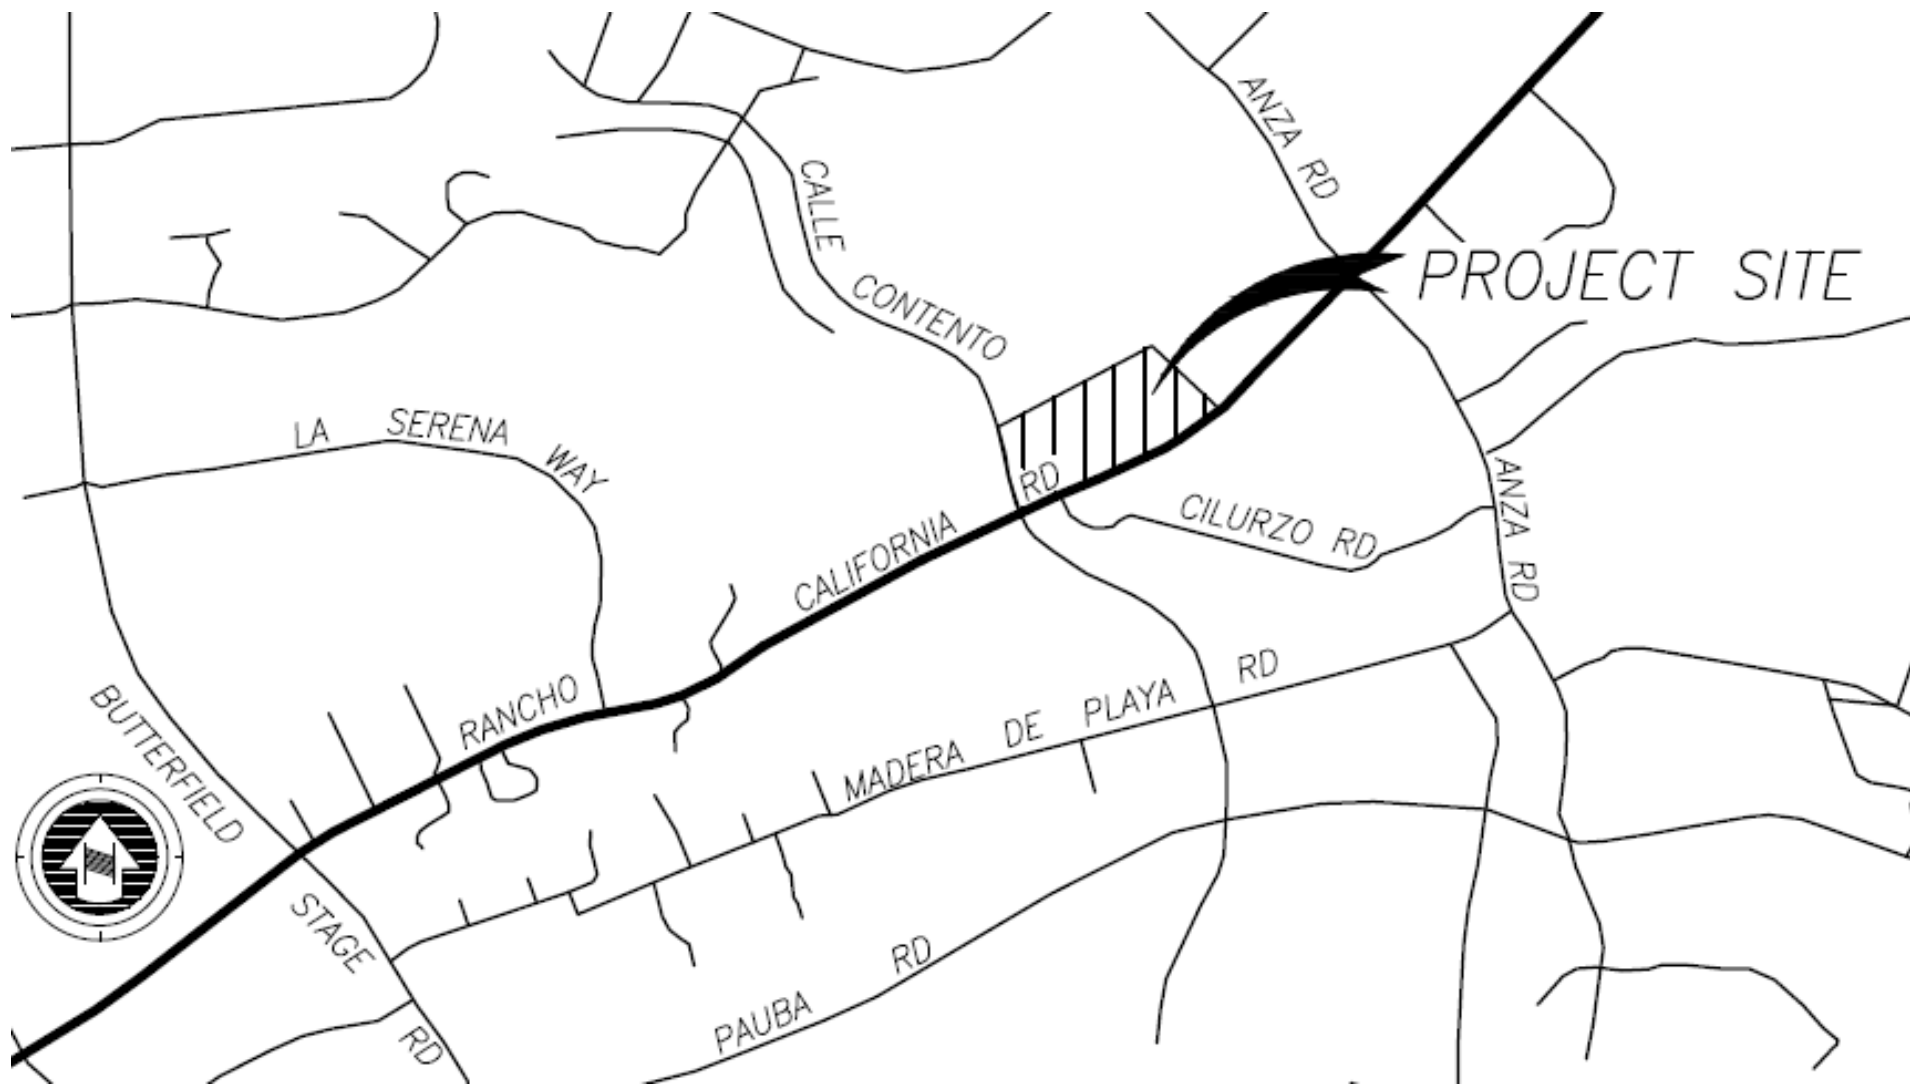 ANZA RD
CALLE CONTENTO
PROJECT SITE
LA SERENA WAY
RANCHO CALIFORNIA RD
CILURZO RD
ANZA RD
BUTTERFIELD STAGE RD
MADERA DE PLAYA RD
PAUBA RD